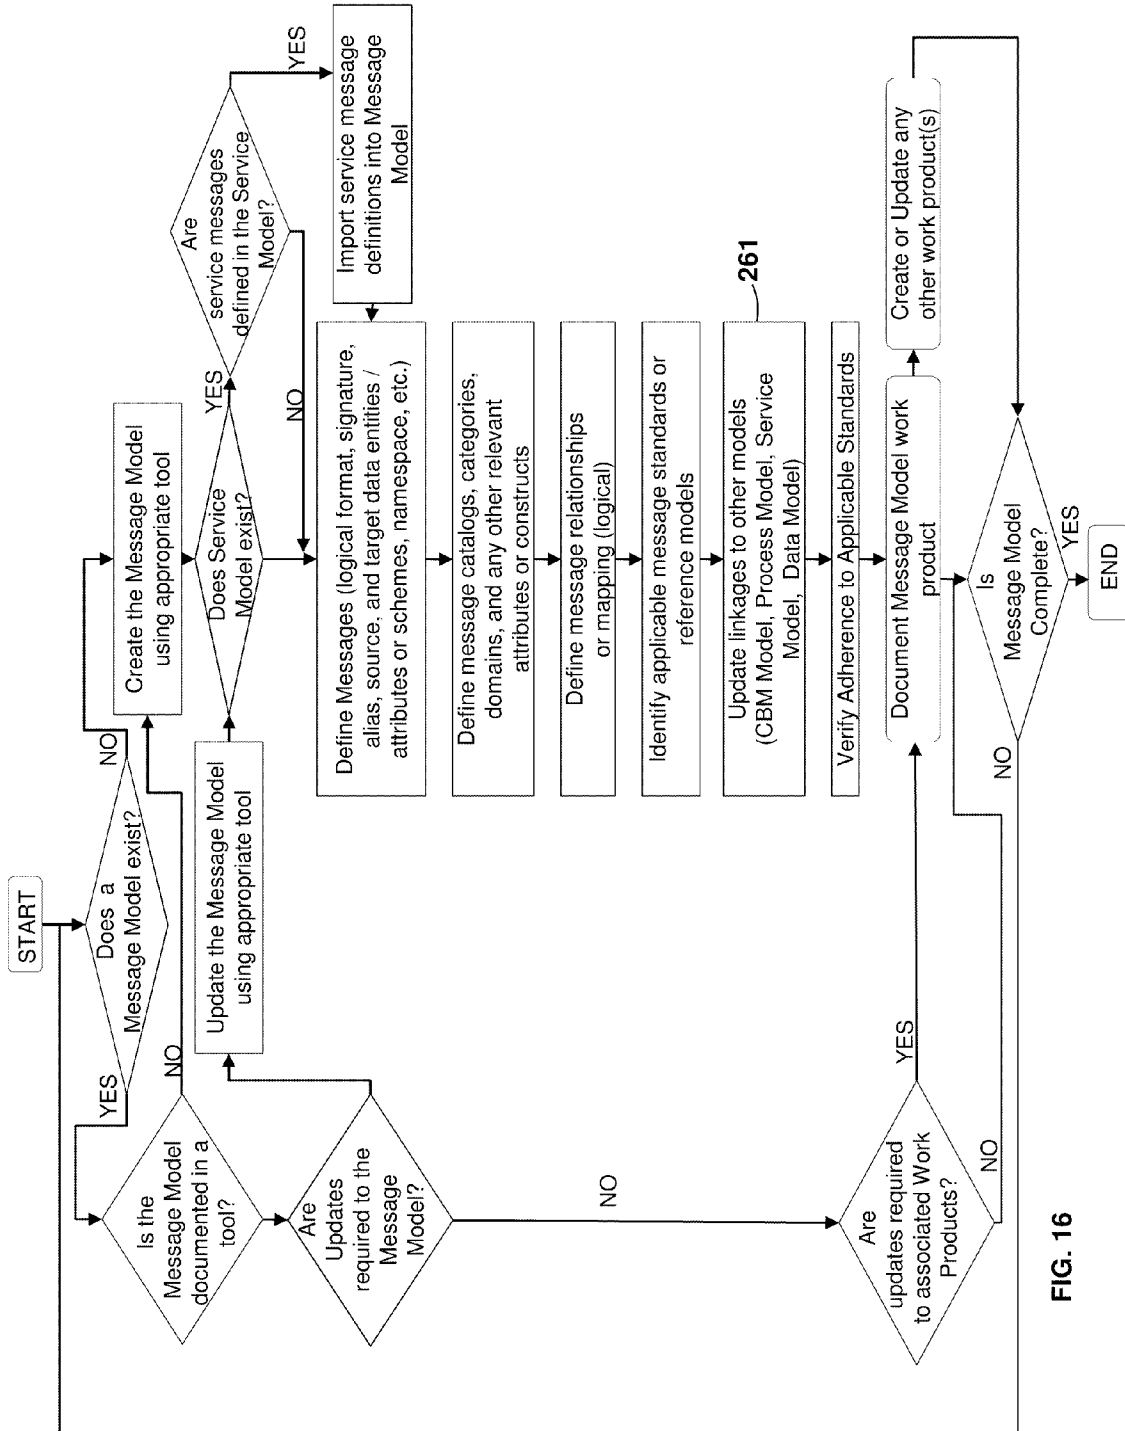 START
Does a
Message Model exist?
YES
NO
Is the
Message Model
documented in a
tool?
NO
Create the Message Model
using appropriate tool
Are
Updates
required to the
Message
Model?
Update the Message Model
using appropriate tool
Does Service
Model exist?
YES
Are
service messages
defined in the Service
Model?
YES
NO
Import service message
definitions into Message
Model
Define Messages (logical format, signature,
alias, source, and target data entities /
attributes or schemes, namespace, etc.)
Define message catalogs, categories,
domains, and any other relevant
attributes or constructs
Define message relationships
or mapping (logical)
NO
Identify applicable message standards or
reference models
Update linkages to other models
(CBM Model, Process Model, Service
Model, Data Model)
261
Verify Adherence to Applicable Standards
Are
updates required
to associated Work
Products?
YES
NO
Document Message Model work
product
Create or Update any
other work product(s)
Is
Message Model
Complete?
NO
YES
END
FIG. 16